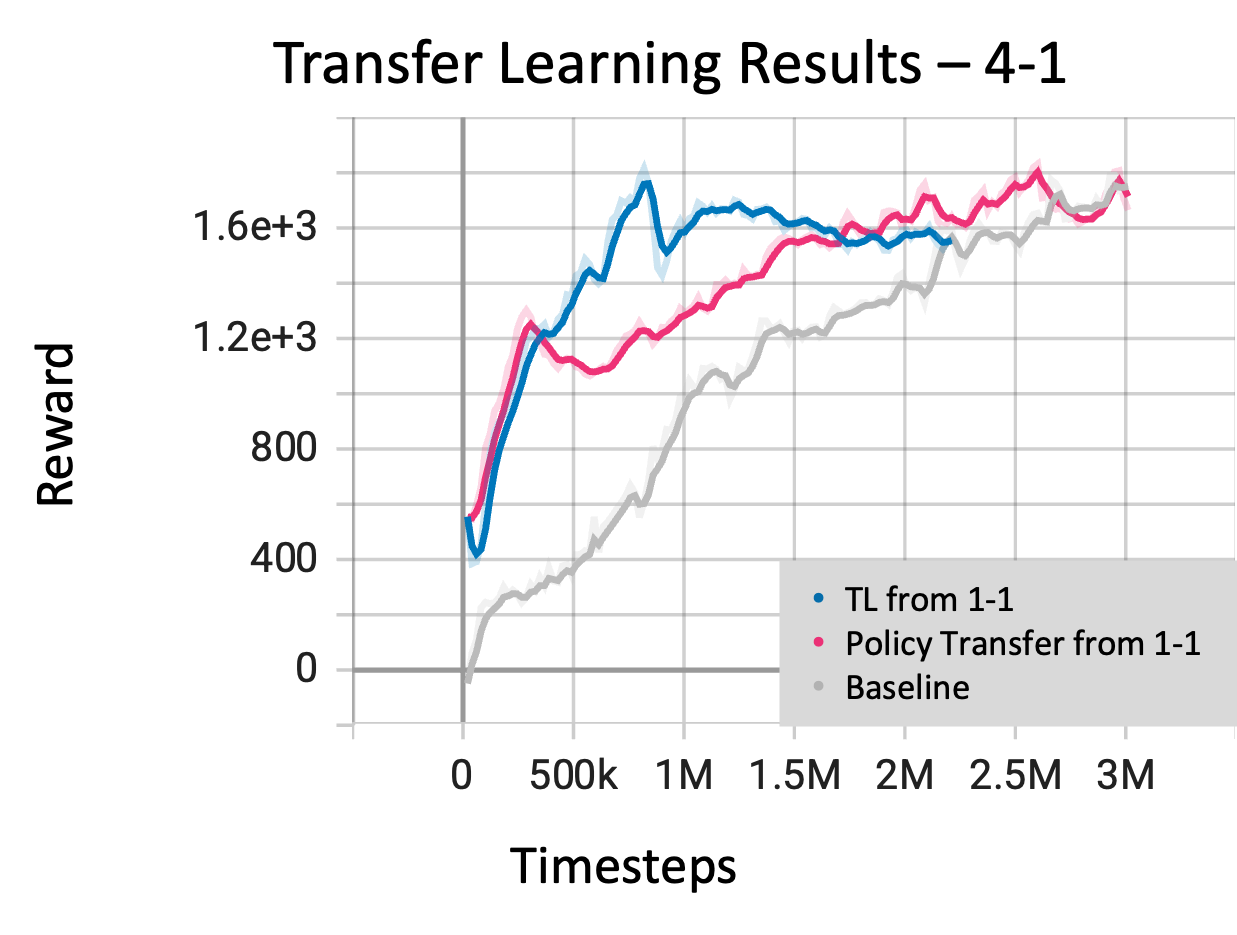 Transfer Learning Results – 4-1
Reward
1.6e+3
1.2e+3
800
400
0
TL from 1-1
Policy Transfer from 1-1
Baseline
0 500k 1M 1.5M 2M 2.5M 3M
Timesteps